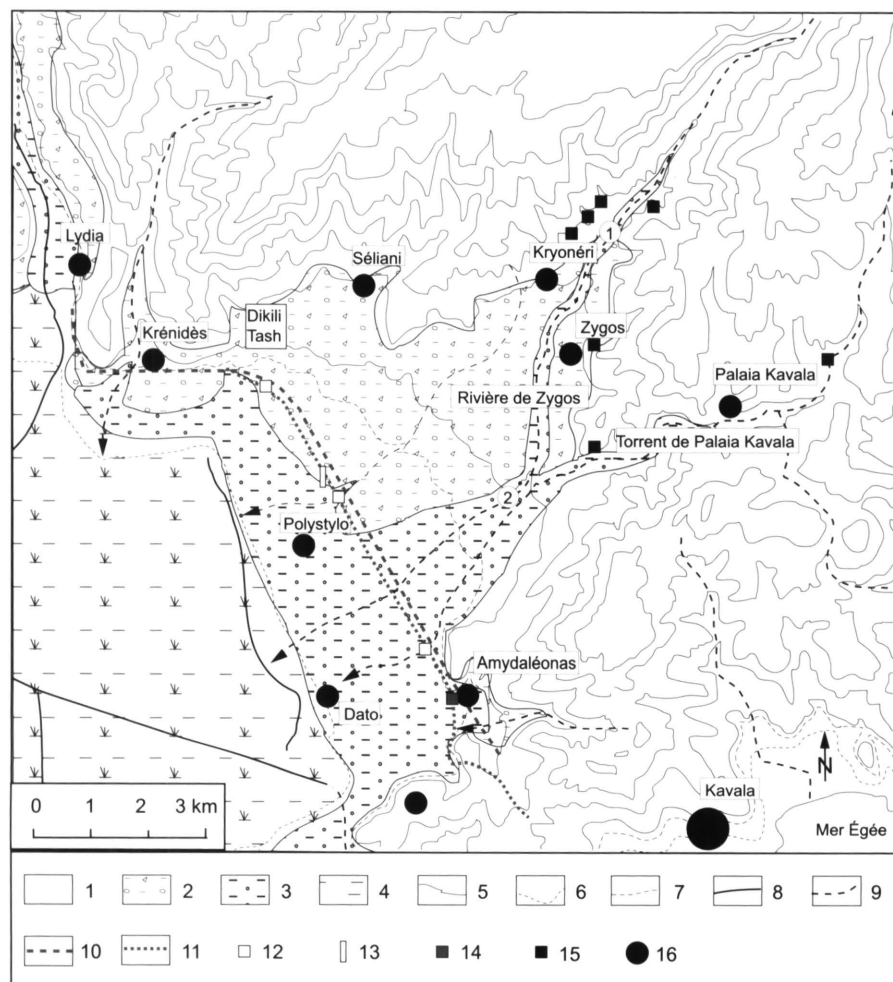 Lydia
Séliani
1
Kryonéri
Dikili
Tash
Krénidès
Zygos
Palaia Kavala
Rivière de Zygos
Torrent de Palaia Kavala
2
Polystylo
Amydaléonas
Dato
N
Kavala
Mer Égée
0 1 2 3 km
1 2 3 4 5 6 7 8 9
10 11 12 13 14 15 16